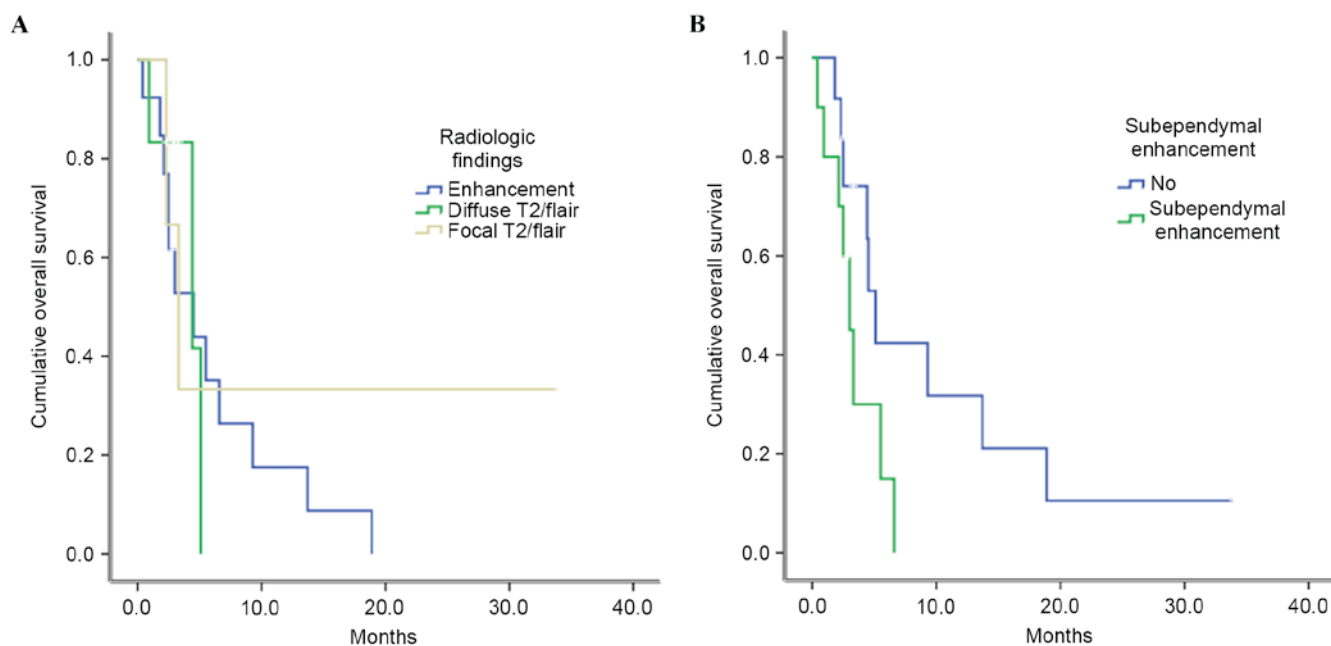 A
Cumulative overall survival
1.0
0.8
0.6
0.4
0.2
0.0
Radiologic
findings
Enhancement
Diffuse T2/flair
Focal T2/flair
0.0 10.0 20.0 30.0 40.0
Months
B
Cumulative overall survival
1.0
0.8
0.6
0.4
0.2
0.0
Subependymal
enhancement
No
Subependymal
enhancement
0.0 10.0 20.0 30.0 40.0
Months